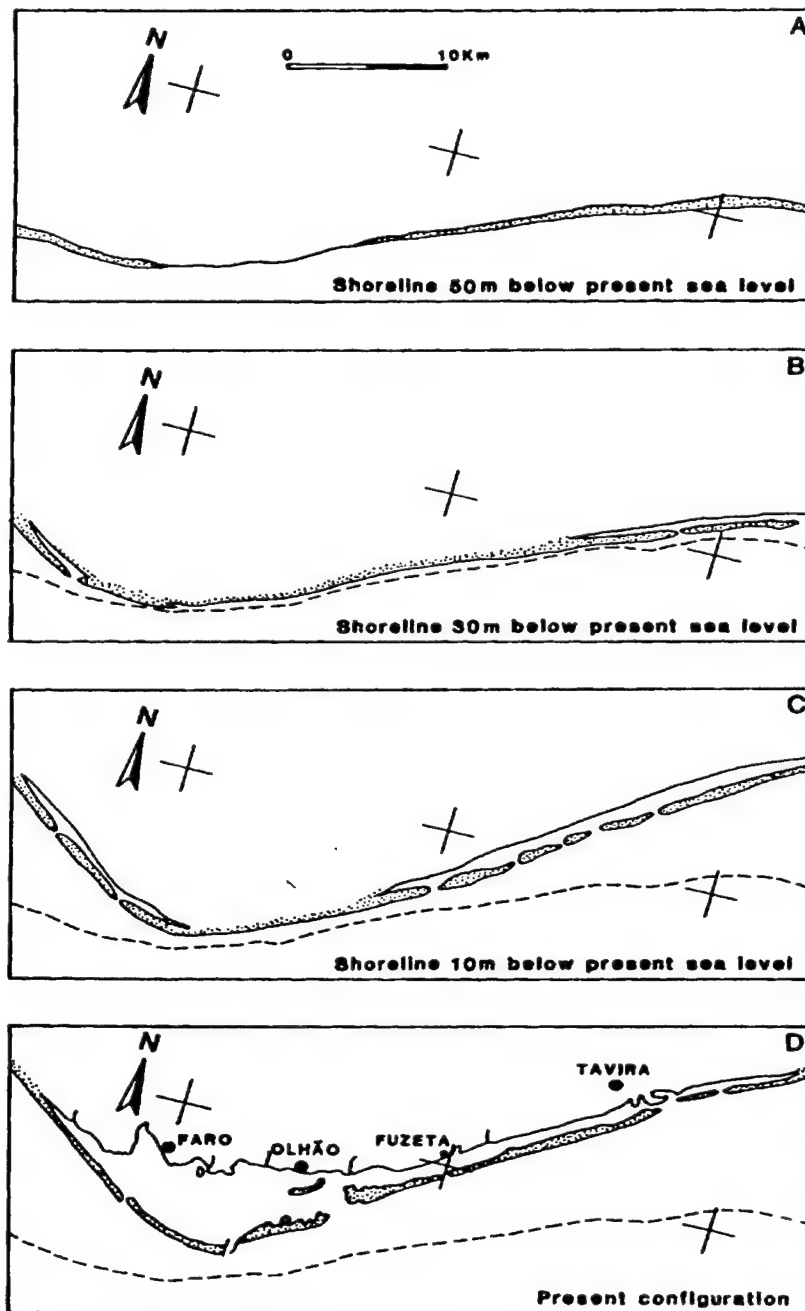 A
N
0 10Km
Shoreline 50m below present sea level
B
N
Shoreline 30m below present sea level
C
N
Shoreline 10m below present sea level
D
N
TAVIRA
FARO
OLHÃO
FUZETA
Present configuration